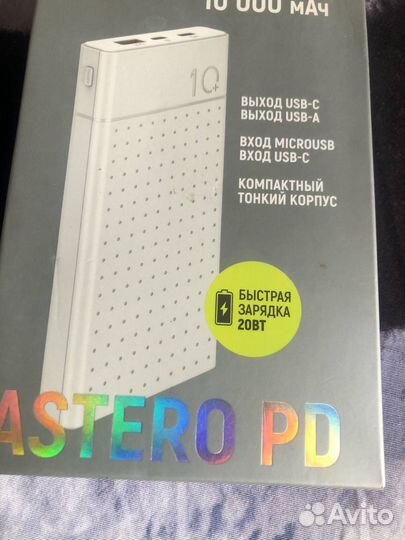 10 000 мАч
10+
ВЫХОД USB-C
ВЫХОД USB-A
ВХОД MICROUSB
ВХОД USB-C
КОМПАКТНЫЙ
ТОНКИЙ КОРПУС
БЫСТРАЯ
ЗАРЯДКА
20ВТ
ASTERO PD
Avito